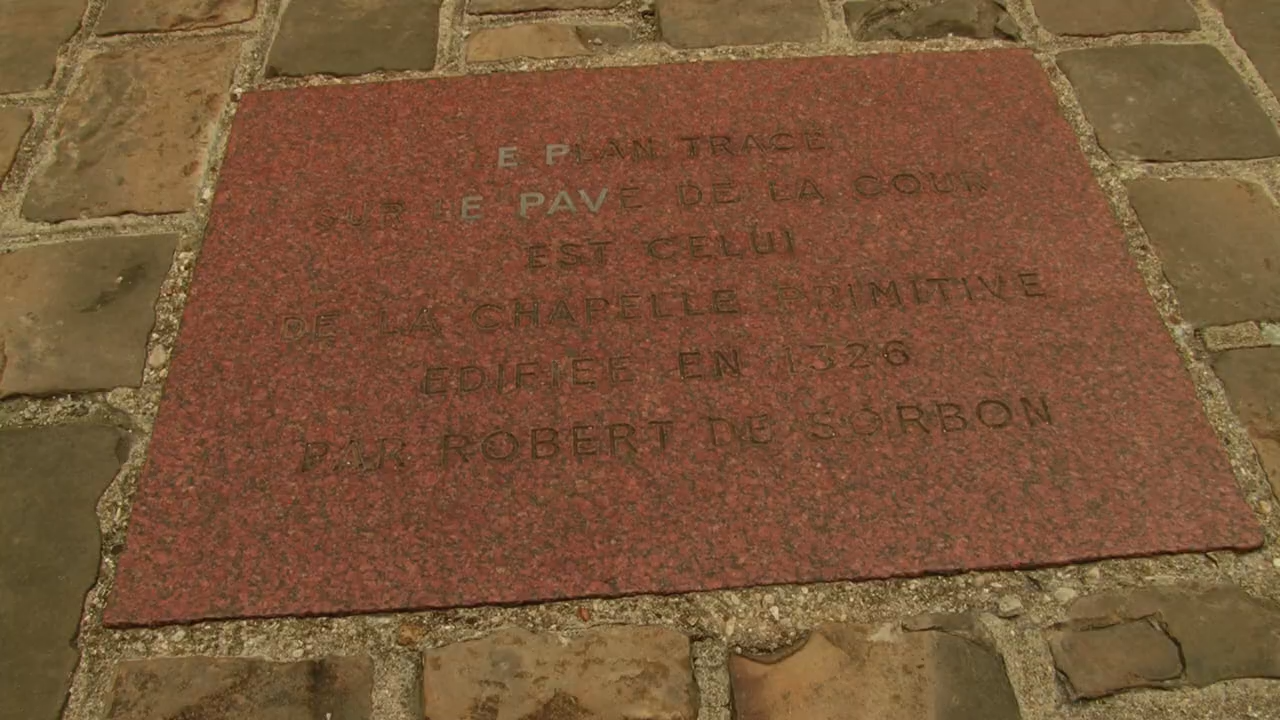 E PLAN TRACE
SUR LE PAVE DE LA COUR
EST CELUI
DE LA CHAPELLE PRIMITIVE
EDIFIEE EN 1326
PAR ROBERT DE SORBON